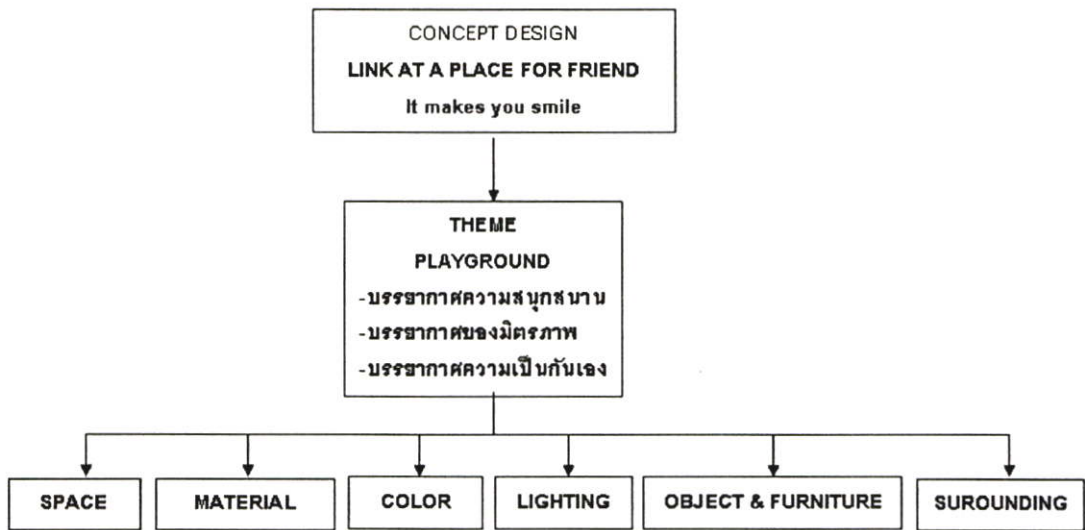 CONCEPT DESIGN
LINK AT A PLACE FOR FRIEND
It makes you smile
THEME
PLAYGROUND
-บรรยากาศความสนุกสนาน
-บรรยากาศของมิตรภาพ
-บรรยากาศความเป็นกันเอง
SPACE
MATERIAL
COLOR
LIGHTING
OBJECT & FURNITURE
SUROUNDING